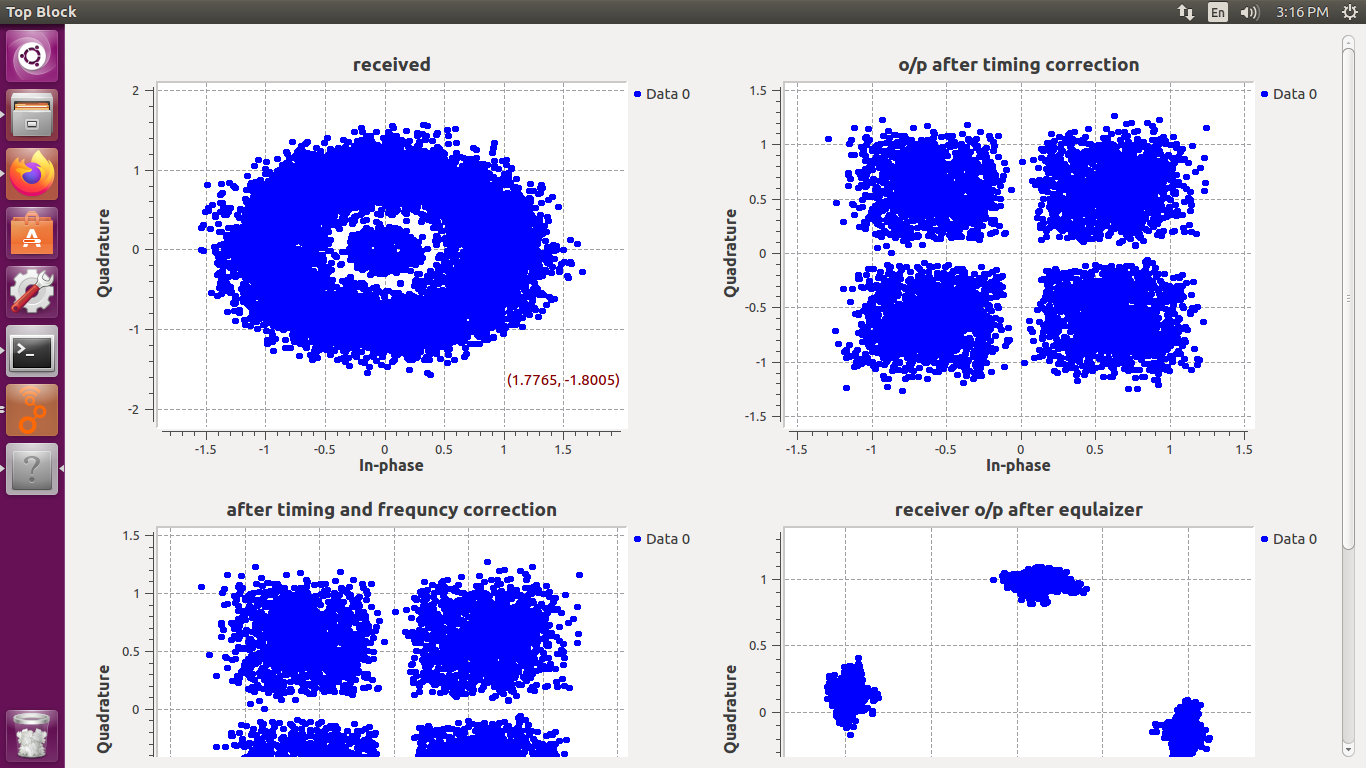 Top Block
En
3:16 PM
received
Data 0
2
1
0
-1
-2
Quadrature
(1.7765, -1.8005)
-1.5 -1 -0.5 0 0.5 1 1.5
In-phase
o/p after timing correction
Data 0
1.5
1
0.5
0
-0.5
-1
-1.5
Quadrature
-1.5 -1 -0.5 0 0.5 1 1.5
In-phase
after timing and frequncy correction
Data 0
1.5
1
0.5
0
Quadrature
receiver o/p after equlaizer
Data 0
1
0.5
0
Quadrature